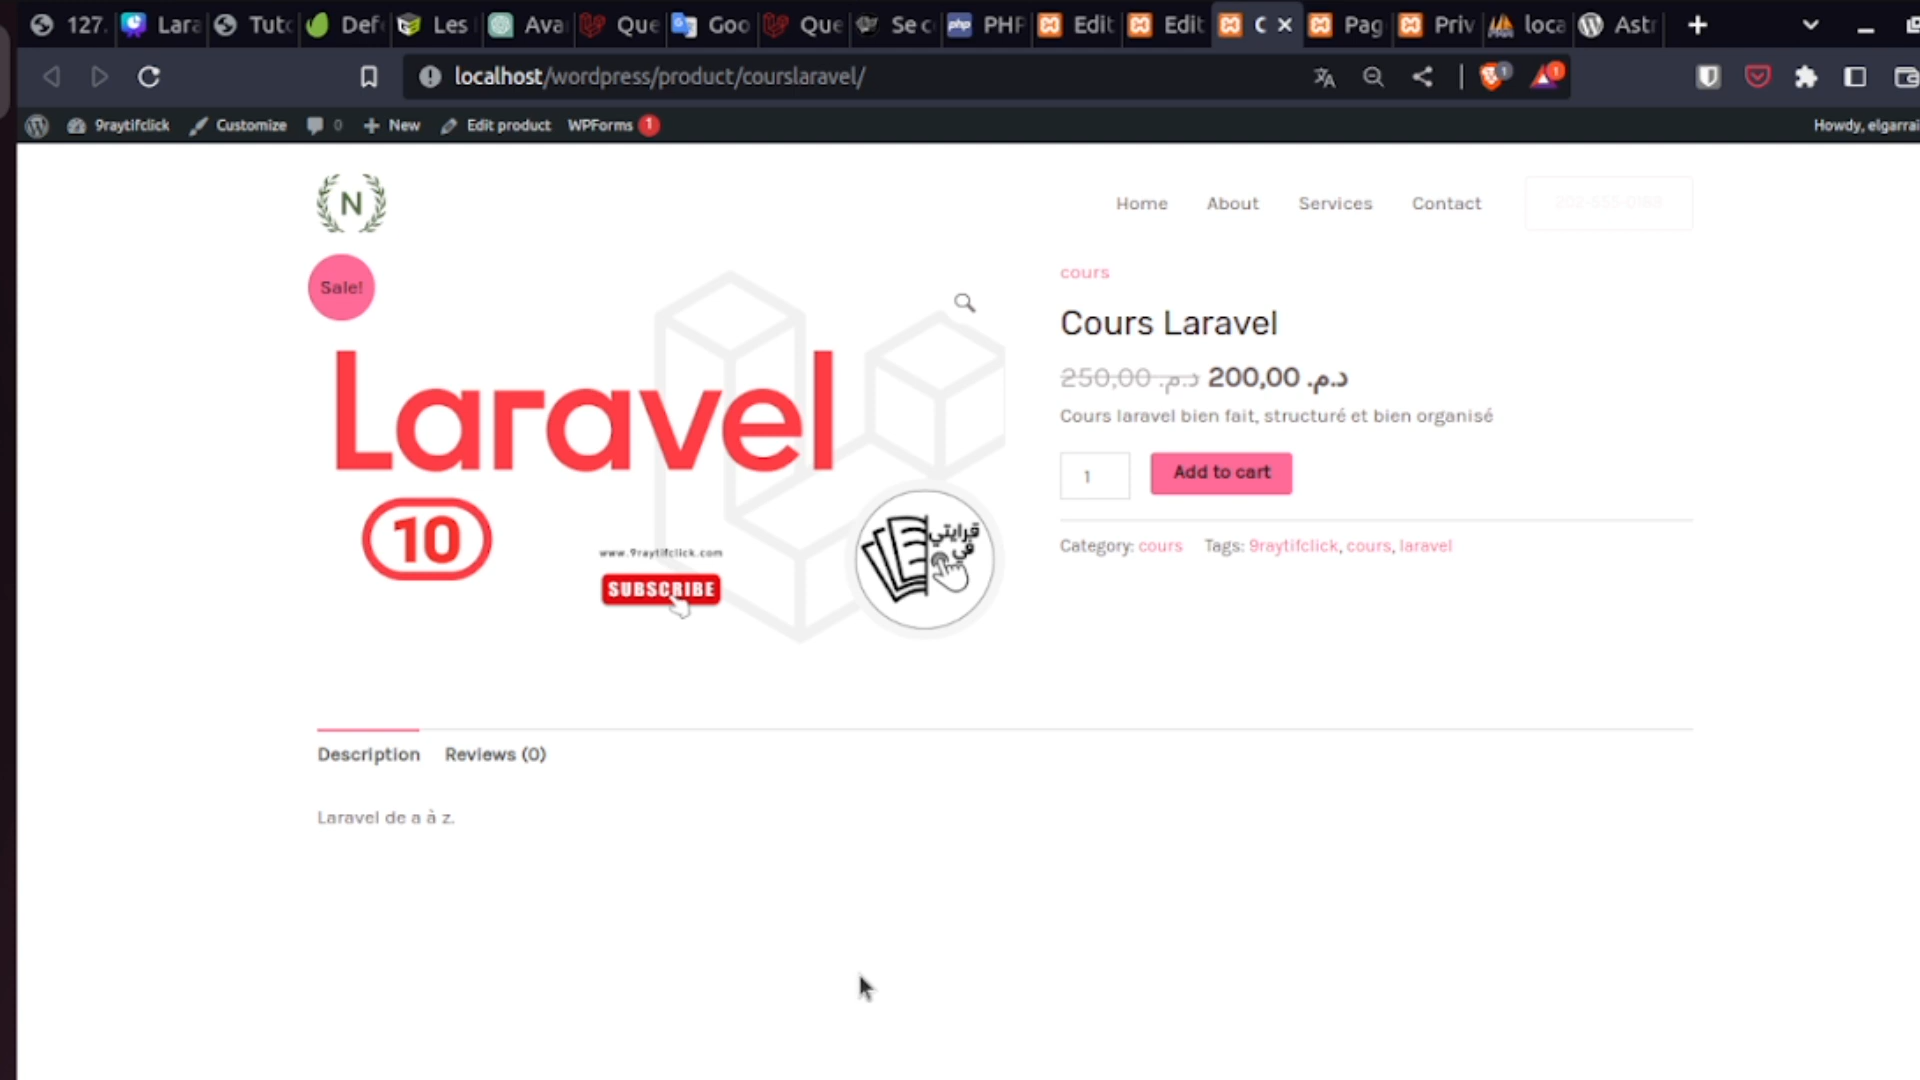 127. Lara Tuto Def Les Ava Que Goo Que Se c PHP Edit Edit C Pag Priv loca Astr
localhost/wordpress/product/courslaravel/
9raytifclick Customize 0 New Edit product WPForms 1 Howdy, elgarrai
N
Home About Services Contact
Sale!
cours
Cours Laravel
250,00 د.م. 200,00 د.م.
Cours laravel bien fait, structuré et bien organisé
1 Add to cart
Category: cours Tags: 9raytifclick, cours, laravel
Laravel
10
www.9raytifclick.com
SUBSCRIBE
قرايتي
في
Description Reviews (0)
Laravel de a à z.